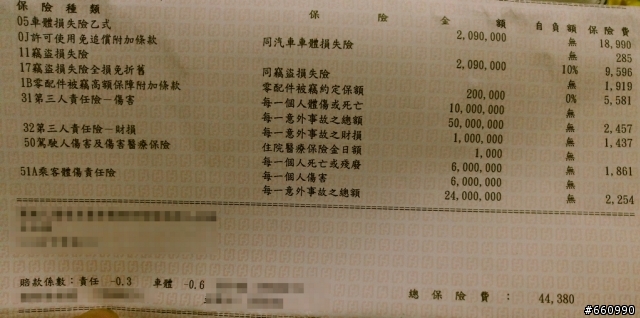 保險種類 保險金額 自負額 保險費
05車體損失險乙式 2,090,000 無 18,990
0J許可使用免追償附加條款 同汽車車體損失險 無 285
11竊盜損失險 2,090,000 10% 9,596
17竊盜損失險全損免折舊 同竊盜損失險 無 1,919
1B零配件被竊高額保障附加條款 零配件被竊約定保額 200,000 0% 5,581
31第三人責任險－傷害 每一個人體傷或死亡 10,000,000 無
每一意外事故之總額 50,000,000 無 2,457
32第三人責任險－財損 每一意外事故之財損 1,000,000 無 1,437
50駕駛人傷害及傷害醫療保險 住院醫療保險金日額 1,000 無
每一個人死亡或殘廢 6,000,000 無 1,861
51A乘客體傷責任險 每一個人傷害 6,000,000 無
每一意外事故之總額 24,000,000 無 2,254
賠款係數：責任 -0.3 車體 -0.6
總保險費： 44,380
#660990